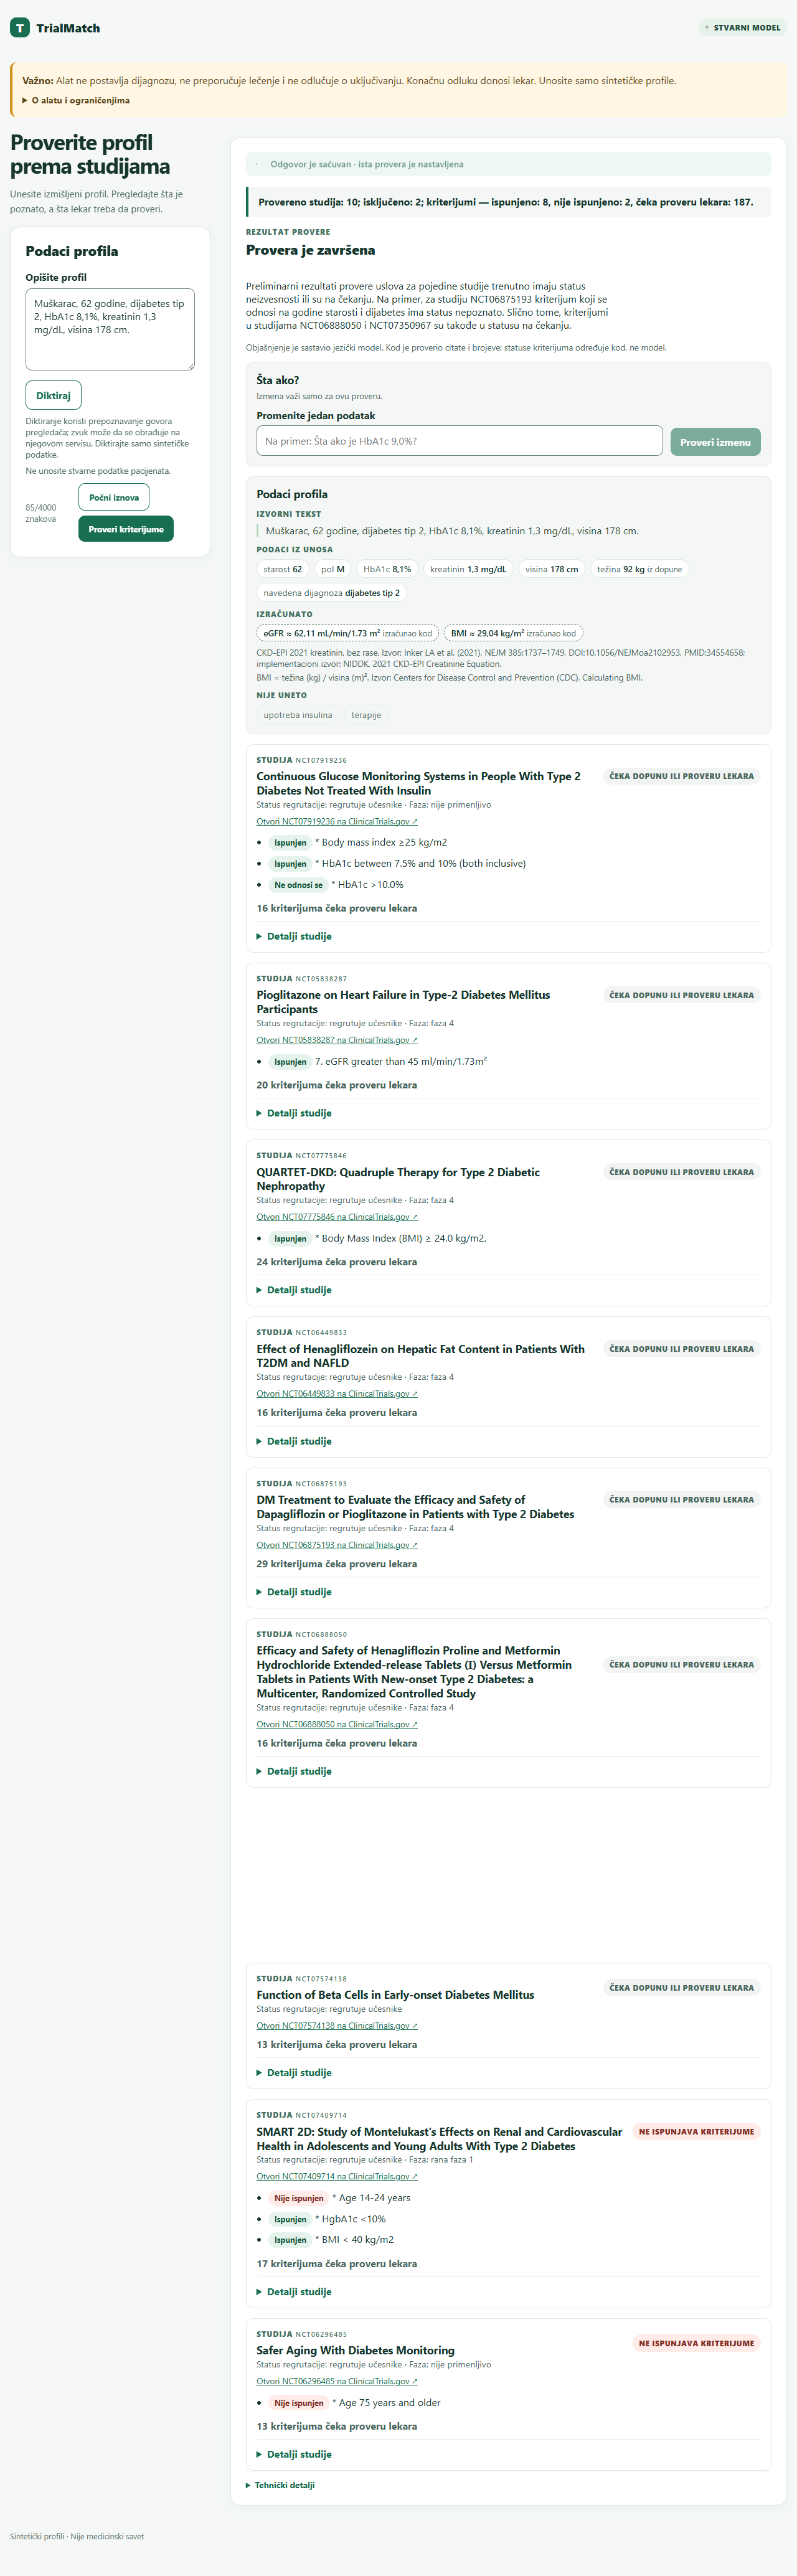 T TrialMatch
STVARNI MODEL
Važno: Alat ne postavlja dijagnozu, ne preporučuje lečenje i ne odlučuje o uključivanju. Konačnu odluku donosi lekar. Unosite samo sintetičke profile.
▶ O alatu i ograničenjima
Proverite profil
prema studijama
Unesite izmišljeni profil. Pregledajte šta je
poznato, a šta lekar treba da proveri.
Podaci profila
Opišite profil
Muškarac, 62 godine, dijabetes tip
2, HbA1c 8,1%, kreatinin 1,3
mg/dL, visina 178 cm.
Diktiraj
Diktiranje koristi prepoznavanje govora
pregledača; zvuk može da se obrađuje na
njegovom servisu. Diktirajte samo sintetičke
podatke.
Ne unosite stvarne podatke pacijenata.
85/4000
znakova
Počni iznova
Proveri kriterijume
· Odgovor je sačuvan · ista provera je nastavljena
Provereno studija: 10; isključeno: 2; kriterijumi — ispunjeno: 8, nije ispunjeno: 2, čeka proveru lekara: 187.
REZULTAT PROVERE
Provera je završena
Preliminarni rezultati provere uslova za pojedine studije trenutno imaju status
neizvesnosti ili su na čekanju. Na primer, za studiju NCT06875193 kriterijum koji se
odnosi na godine starosti i dijabetes ima status nepoznato. Slično tome, kriterijumi
u studijama NCT06888050 i NCT07350967 su takođe u statusu na čekanju.
Objašnjenje je sastavio jezički model. Kod je proverio citate i brojeve; statuse kriterijuma određuje kod, ne model.
Šta ako?
Izmena važi samo za ovu proveru.
Promenite jedan podatak
Na primer: Šta ako je HbA1c 9,0%?
Proveri izmenu
Podaci profila
IZVORNI TEKST
Muškarac, 62 godine, dijabetes tip 2, HbA1c 8,1%, kreatinin 1,3 mg/dL, visina 178 cm.
PODACI IZ UNOSA
starost 62 pol M HbA1c 8,1% kreatinin 1,3 mg/dL visina 178 cm težina 92 kg iz dopune
navedena dijagnoza dijabetes tip 2
IZRAČUNATO
eGFR ≈ 62,11 mL/min/1.73 m² izračunao kod BMI ≈ 29,04 kg/m² izračunao kod
CKD-EPI 2021 kreatinin, bez rase. Izvor: Inker LA et al. (2021), NEJM 385:1737–1749, DOI:10.1056/NEJMoa2102953, PMID:34554658;
implementacioni izvor: NIDDK, 2021 CKD-EPI Creatinine Equation.
BMI = težina (kg) / visina (m)². Izvor: Centers for Disease Control and Prevention (CDC), Calculating BMI.
NIJE UNETO
upotreba insulina terapije
STUDIJA NCT07919236
Continuous Glucose Monitoring Systems in People With Type 2
Diabetes Not Treated With Insulin
ČEKA DOPUNU ILI PROVERU LEKARA
Status regrutacije: regrutuje učesnike · Faza: nije primenljivo
Otvori NCT07919236 na ClinicalTrials.gov ↗
• Ispunjen * Body mass index ≥25 kg/m2
• Ispunjen * HbA1c between 7.5% and 10% (both inclusive)
• Ne odnosi se * HbA1c >10.0%
16 kriterijuma čeka proveru lekara
▶ Detalji studije
STUDIJA NCT05838287
Pioglitazone on Heart Failure in Type-2 Diabetes Mellitus
Participants
ČEKA DOPUNU ILI PROVERU LEKARA
Status regrutacije: regrutuje učesnike · Faza: faza 4
Otvori NCT05838287 na ClinicalTrials.gov ↗
• Ispunjen 7. eGFR greater than 45 ml/min/1.73m²
20 kriterijuma čeka proveru lekara
▶ Detalji studije
STUDIJA NCT07775846
QUARTET-DKD: Quadruple Therapy for Type 2 Diabetic
Nephropathy
ČEKA DOPUNU ILI PROVERU LEKARA
Status regrutacije: regrutuje učesnike · Faza: faza 4
Otvori NCT07775846 na ClinicalTrials.gov ↗
• Ispunjen * Body Mass Index (BMI) ≥ 24.0 kg/m2.
24 kriterijuma čeka proveru lekara
▶ Detalji studije
STUDIJA NCT06449833
Effect of Henagliflozein on Hepatic Fat Content in Patients With
T2DM and NAFLD
ČEKA DOPUNU ILI PROVERU LEKARA
Status regrutacije: regrutuje učesnike · Faza: faza 4
Otvori NCT06449833 na ClinicalTrials.gov ↗
16 kriterijuma čeka proveru lekara
▶ Detalji studije
STUDIJA NCT06875193
DM Treatment to Evaluate the Efficacy and Safety of
Dapagliflozin or Pioglitazone in Patients with Type 2 Diabetes
ČEKA DOPUNU ILI PROVERU LEKARA
Status regrutacije: regrutuje učesnike · Faza: faza 4
Otvori NCT06875193 na ClinicalTrials.gov ↗
29 kriterijuma čeka proveru lekara
▶ Detalji studije
STUDIJA NCT06888050
Efficacy and Safety of Henagliflozin Proline and Metformin
Hydrochloride Extended-release Tablets (I) Versus Metformin
Tablets in Patients With New-onset Type 2 Diabetes: a
Multicenter, Randomized Controlled Study
ČEKA DOPUNU ILI PROVERU LEKARA
Status regrutacije: regrutuje učesnike · Faza: faza 4
Otvori NCT06888050 na ClinicalTrials.gov ↗
16 kriterijuma čeka proveru lekara
▶ Detalji studije
STUDIJA NCT07574138
Function of Beta Cells in Early-onset Diabetes Mellitus
ČEKA DOPUNU ILI PROVERU LEKARA
Status regrutacije: regrutuje učesnike
Otvori NCT07574138 na ClinicalTrials.gov ↗
13 kriterijuma čeka proveru lekara
▶ Detalji studije
STUDIJA NCT07409714
SMART 2D: Study of Montelukast's Effects on Renal and Cardiovascular
Health in Adolescents and Young Adults With Type 2 Diabetes
NE ISPUNJAVA KRITERIJUME
Status regrutacije: regrutuje učesnike · Faza: rana faza 1
Otvori NCT07409714 na ClinicalTrials.gov ↗
• Nije ispunjen * Age 14-24 years
• Ispunjen * HgbA1c <10%
• Ispunjen * BMI < 40 kg/m2
17 kriterijuma čeka proveru lekara
▶ Detalji studije
STUDIJA NCT06296485
Safer Aging With Diabetes Monitoring
NE ISPUNJAVA KRITERIJUME
Status regrutacije: regrutuje učesnike · Faza: nije primenljivo
Otvori NCT06296485 na ClinicalTrials.gov ↗
• Nije ispunjen * Age 75 years and older
13 kriterijuma čeka proveru lekara
▶ Detalji studije
▶ Tehnički detalji
Sintetički profili · Nije medicinski savet